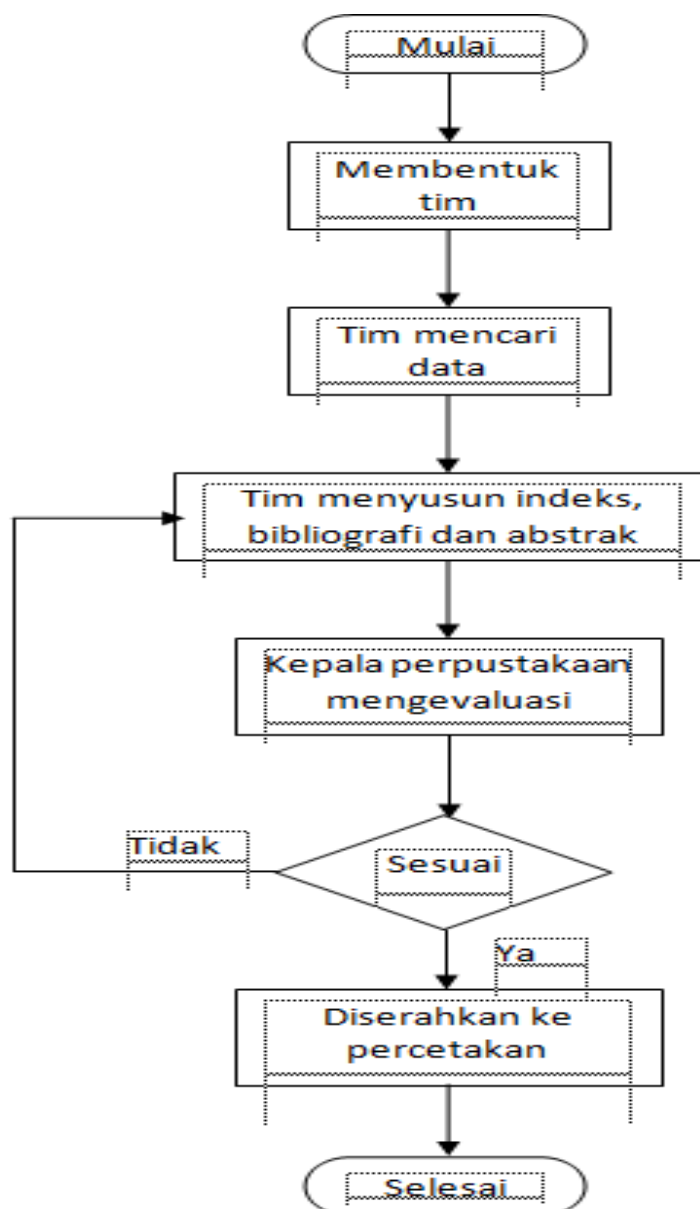 Mulai
Membentuk
tim
Tim mencari
data
Tim menyusun indeks,
bibliografi dan abstrak
Kepala perpustakaan
mengevaluasi
Tidak
Sesuai
Ya
Diserahkan ke
percetakan
Selesai